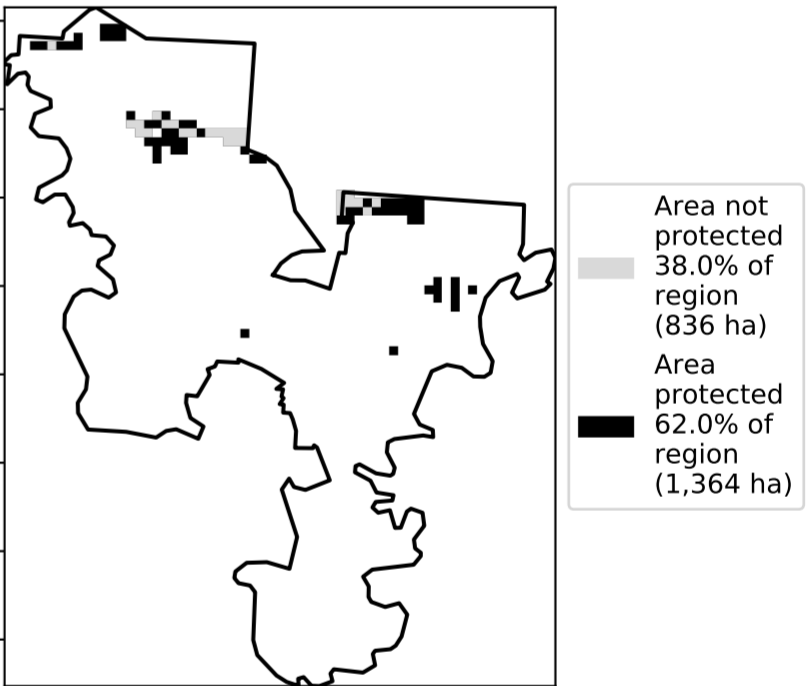 Area not
protected
38.0% of
region
(836 ha)
Area
protected
62.0% of
region
(1,364 ha)